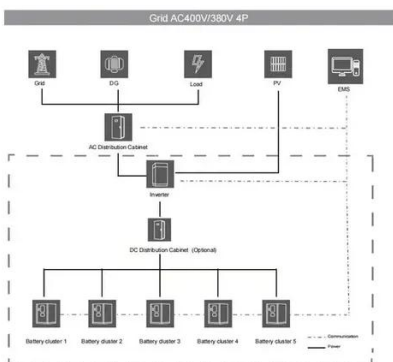 Grid AC400V/380V 4P
Grid
DG
Load
PV
EMS
AC Distribution Cabinet
Inverter
DC Distribution Cabinet (Optional)
Battery cluster 1
Battery cluster 2
Battery cluster 3
Battery cluster 4
Battery cluster 5
Communication
Power